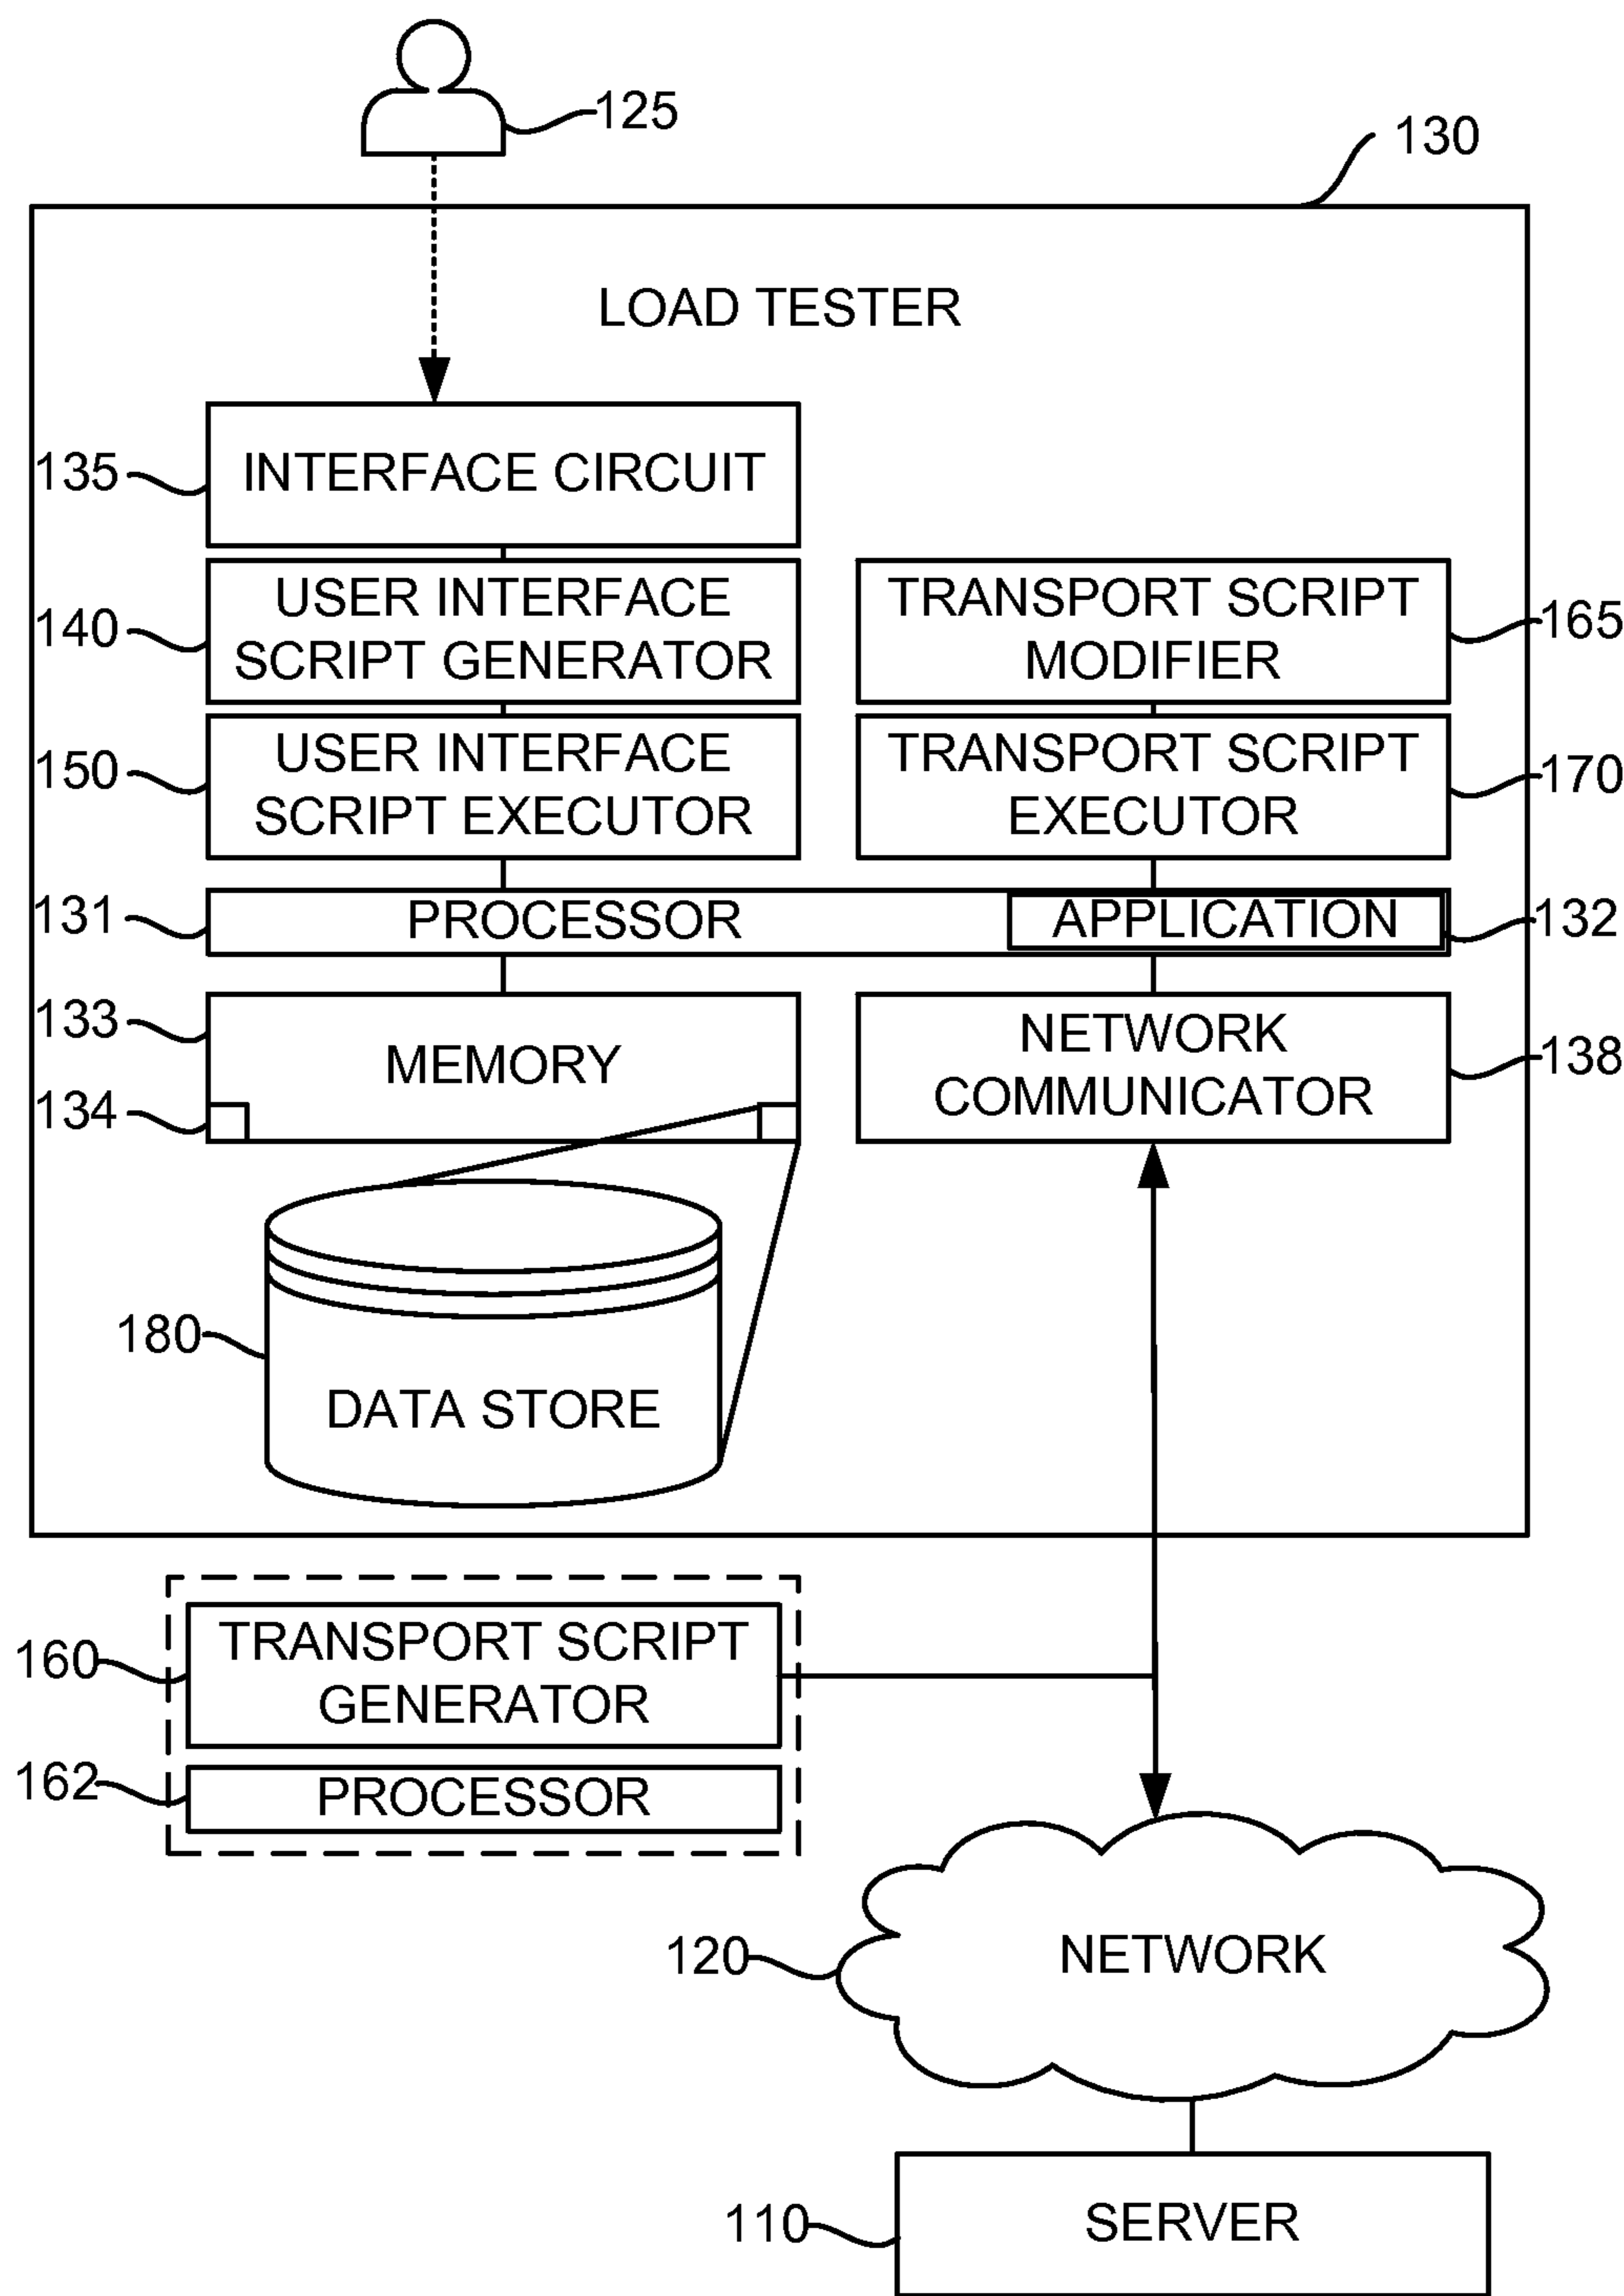 125
130
LOAD TESTER
135
INTERFACE CIRCUIT
140
USER INTERFACE
SCRIPT GENERATOR
TRANSPORT SCRIPT
MODIFIER
165
150
USER INTERFACE
SCRIPT EXECUTOR
TRANSPORT SCRIPT
EXECUTOR
170
131
PROCESSOR
APPLICATION
132
133
MEMORY
134
NETWORK
COMMUNICATOR
138
180
DATA STORE
160
TRANSPORT SCRIPT
GENERATOR
162
PROCESSOR
120
NETWORK
110
SERVER